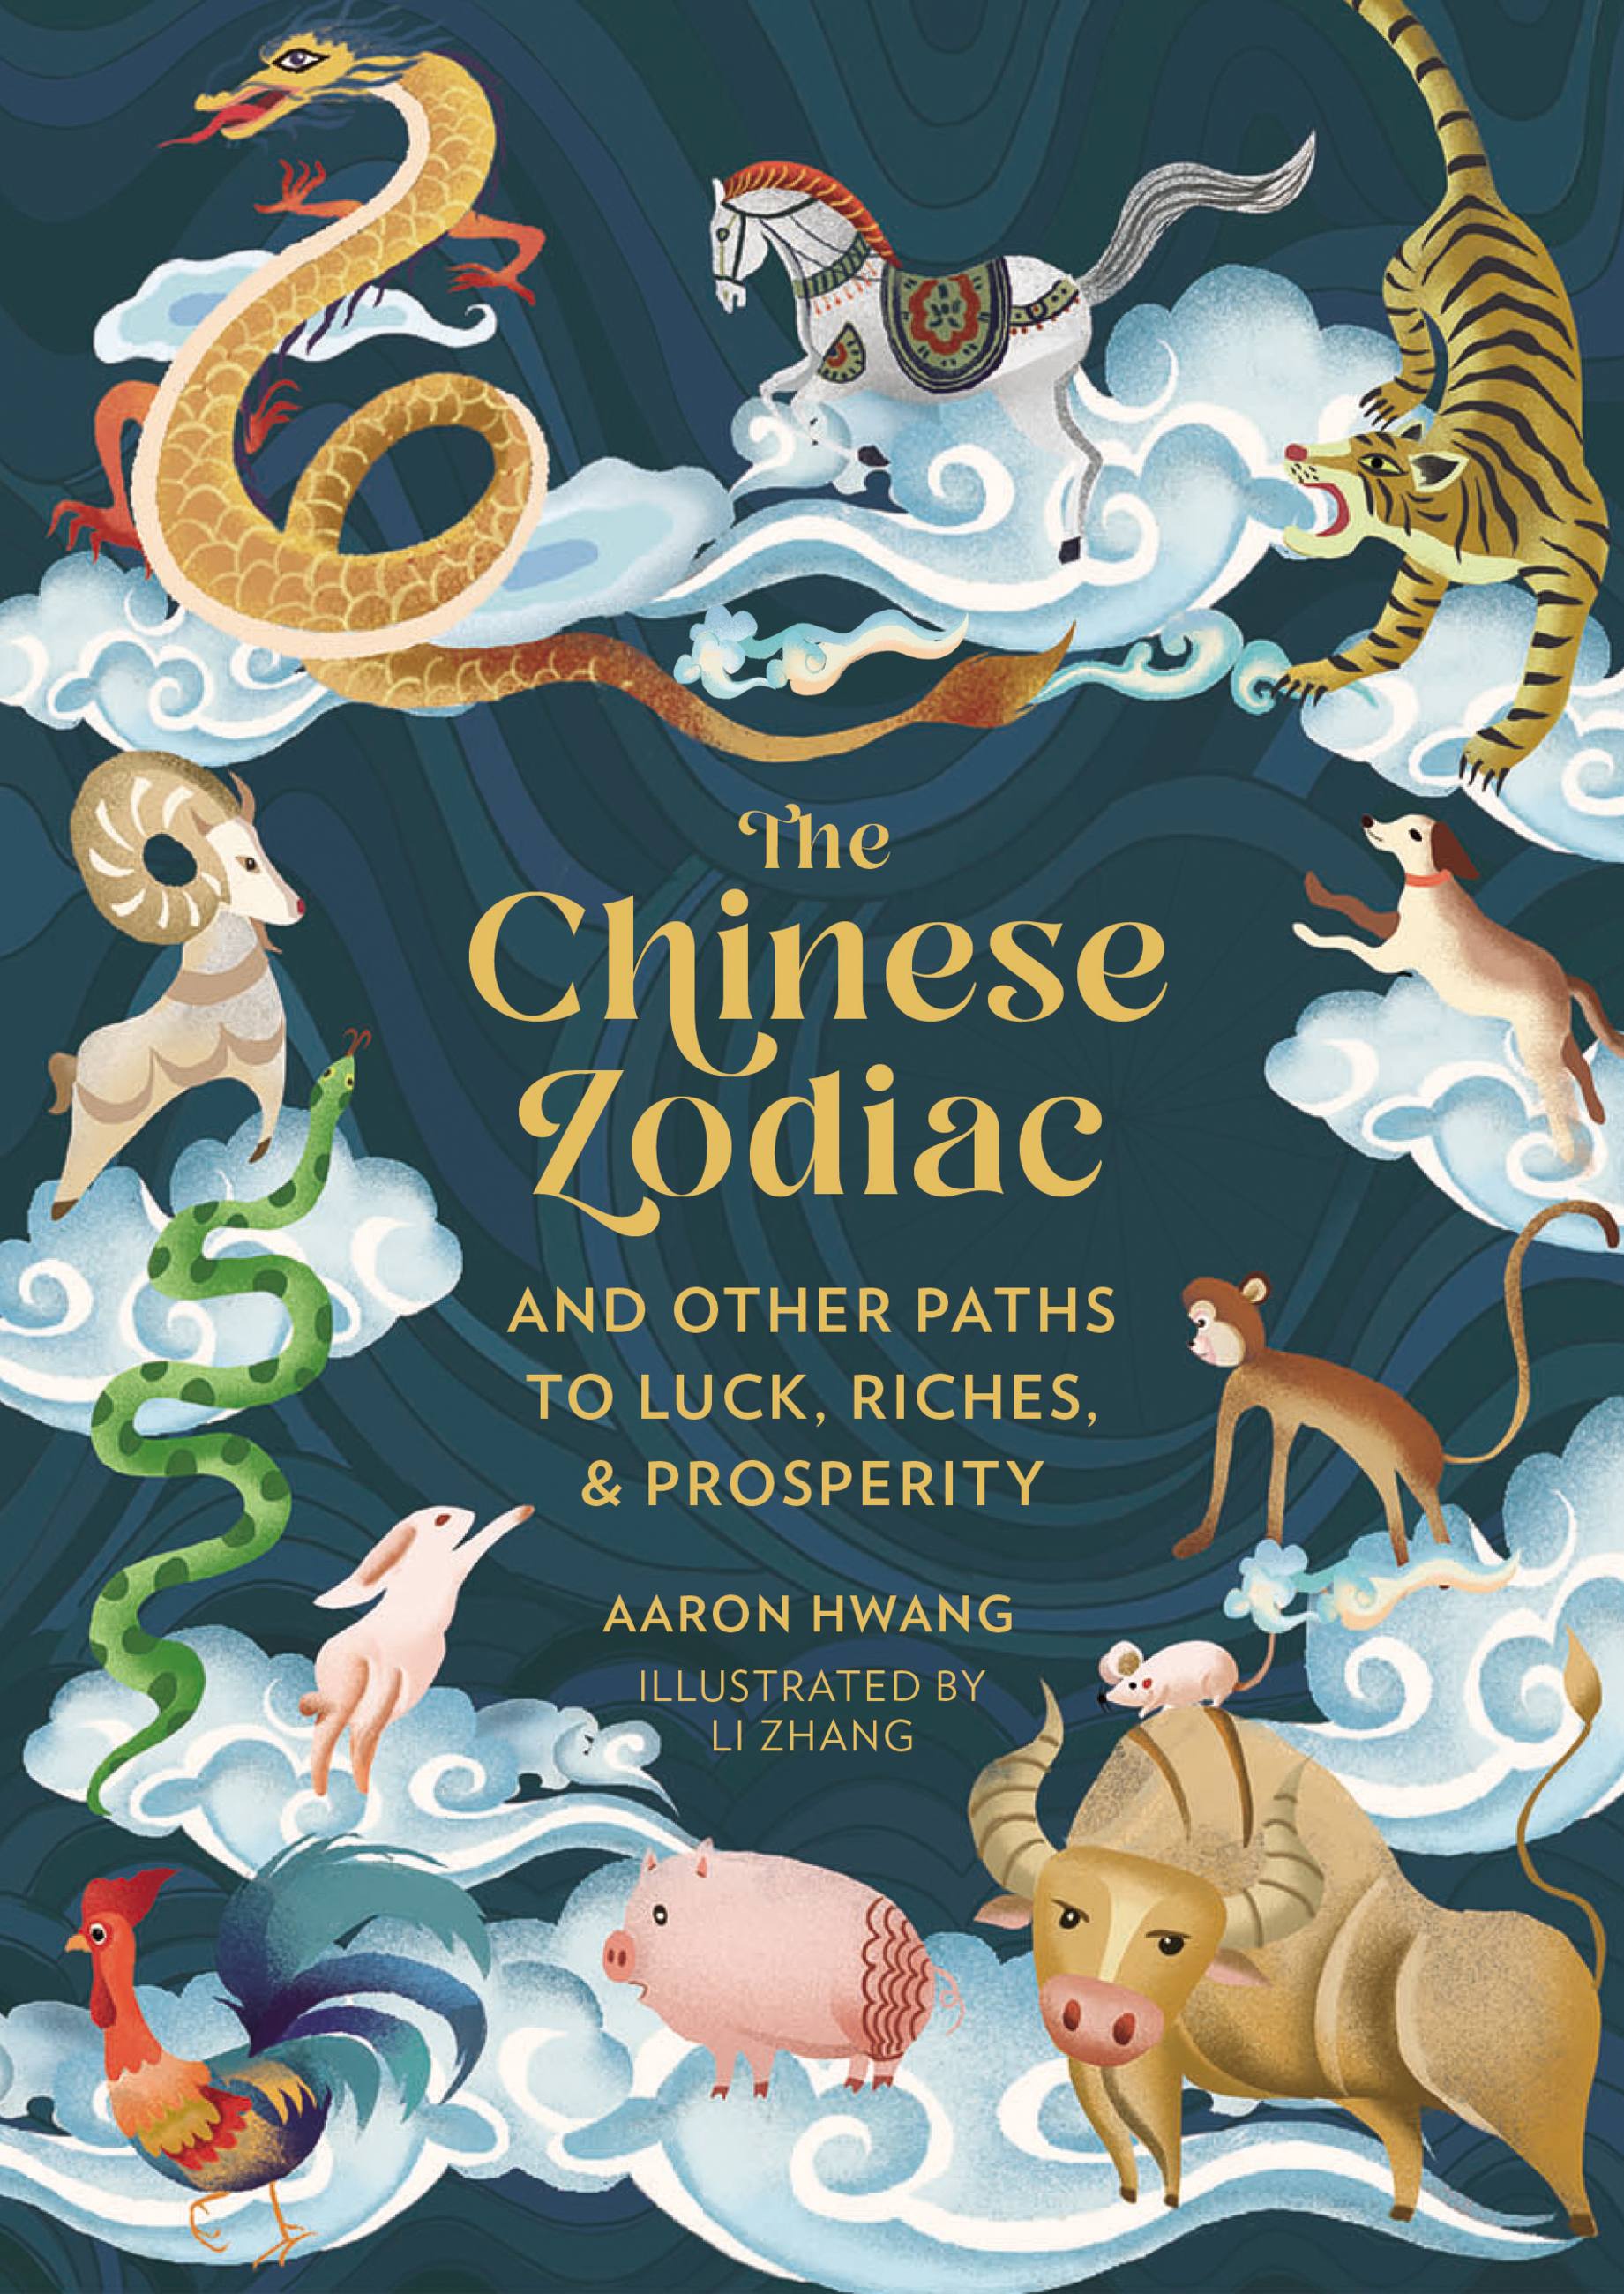 The
Chinese
Zodiac
AND OTHER PATHS
TO LUCK, RICHES,
& PROSPERITY
AARON HWANG
ILLUSTRATED BY
LI ZHANG